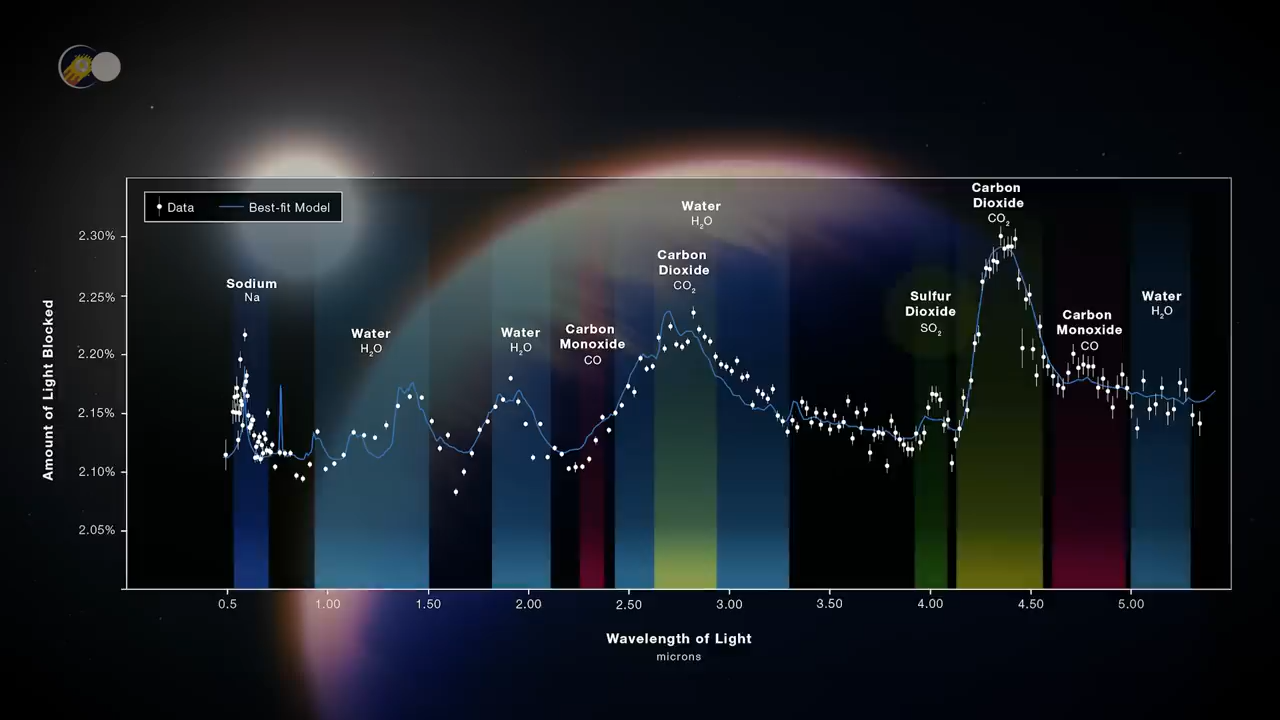 Data
Best-fit Model
Carbon
Dioxide
CO₂
Water
H₂O
2.30%
Carbon
Dioxide
CO₂
Sodium
Na
2.25%
Sulfur
Dioxide
SO₂
Water
H₂O
Water
H₂O
Water
H₂O
Carbon
Monoxide
CO
Carbon
Monoxide
CO
2.20%
2.15%
2.10%
2.05%
Amount of Light Blocked
0.5 1.00 1.50 2.00 2.50 3.00 3.50 4.00 4.50 5.00
Wavelength of Light
microns